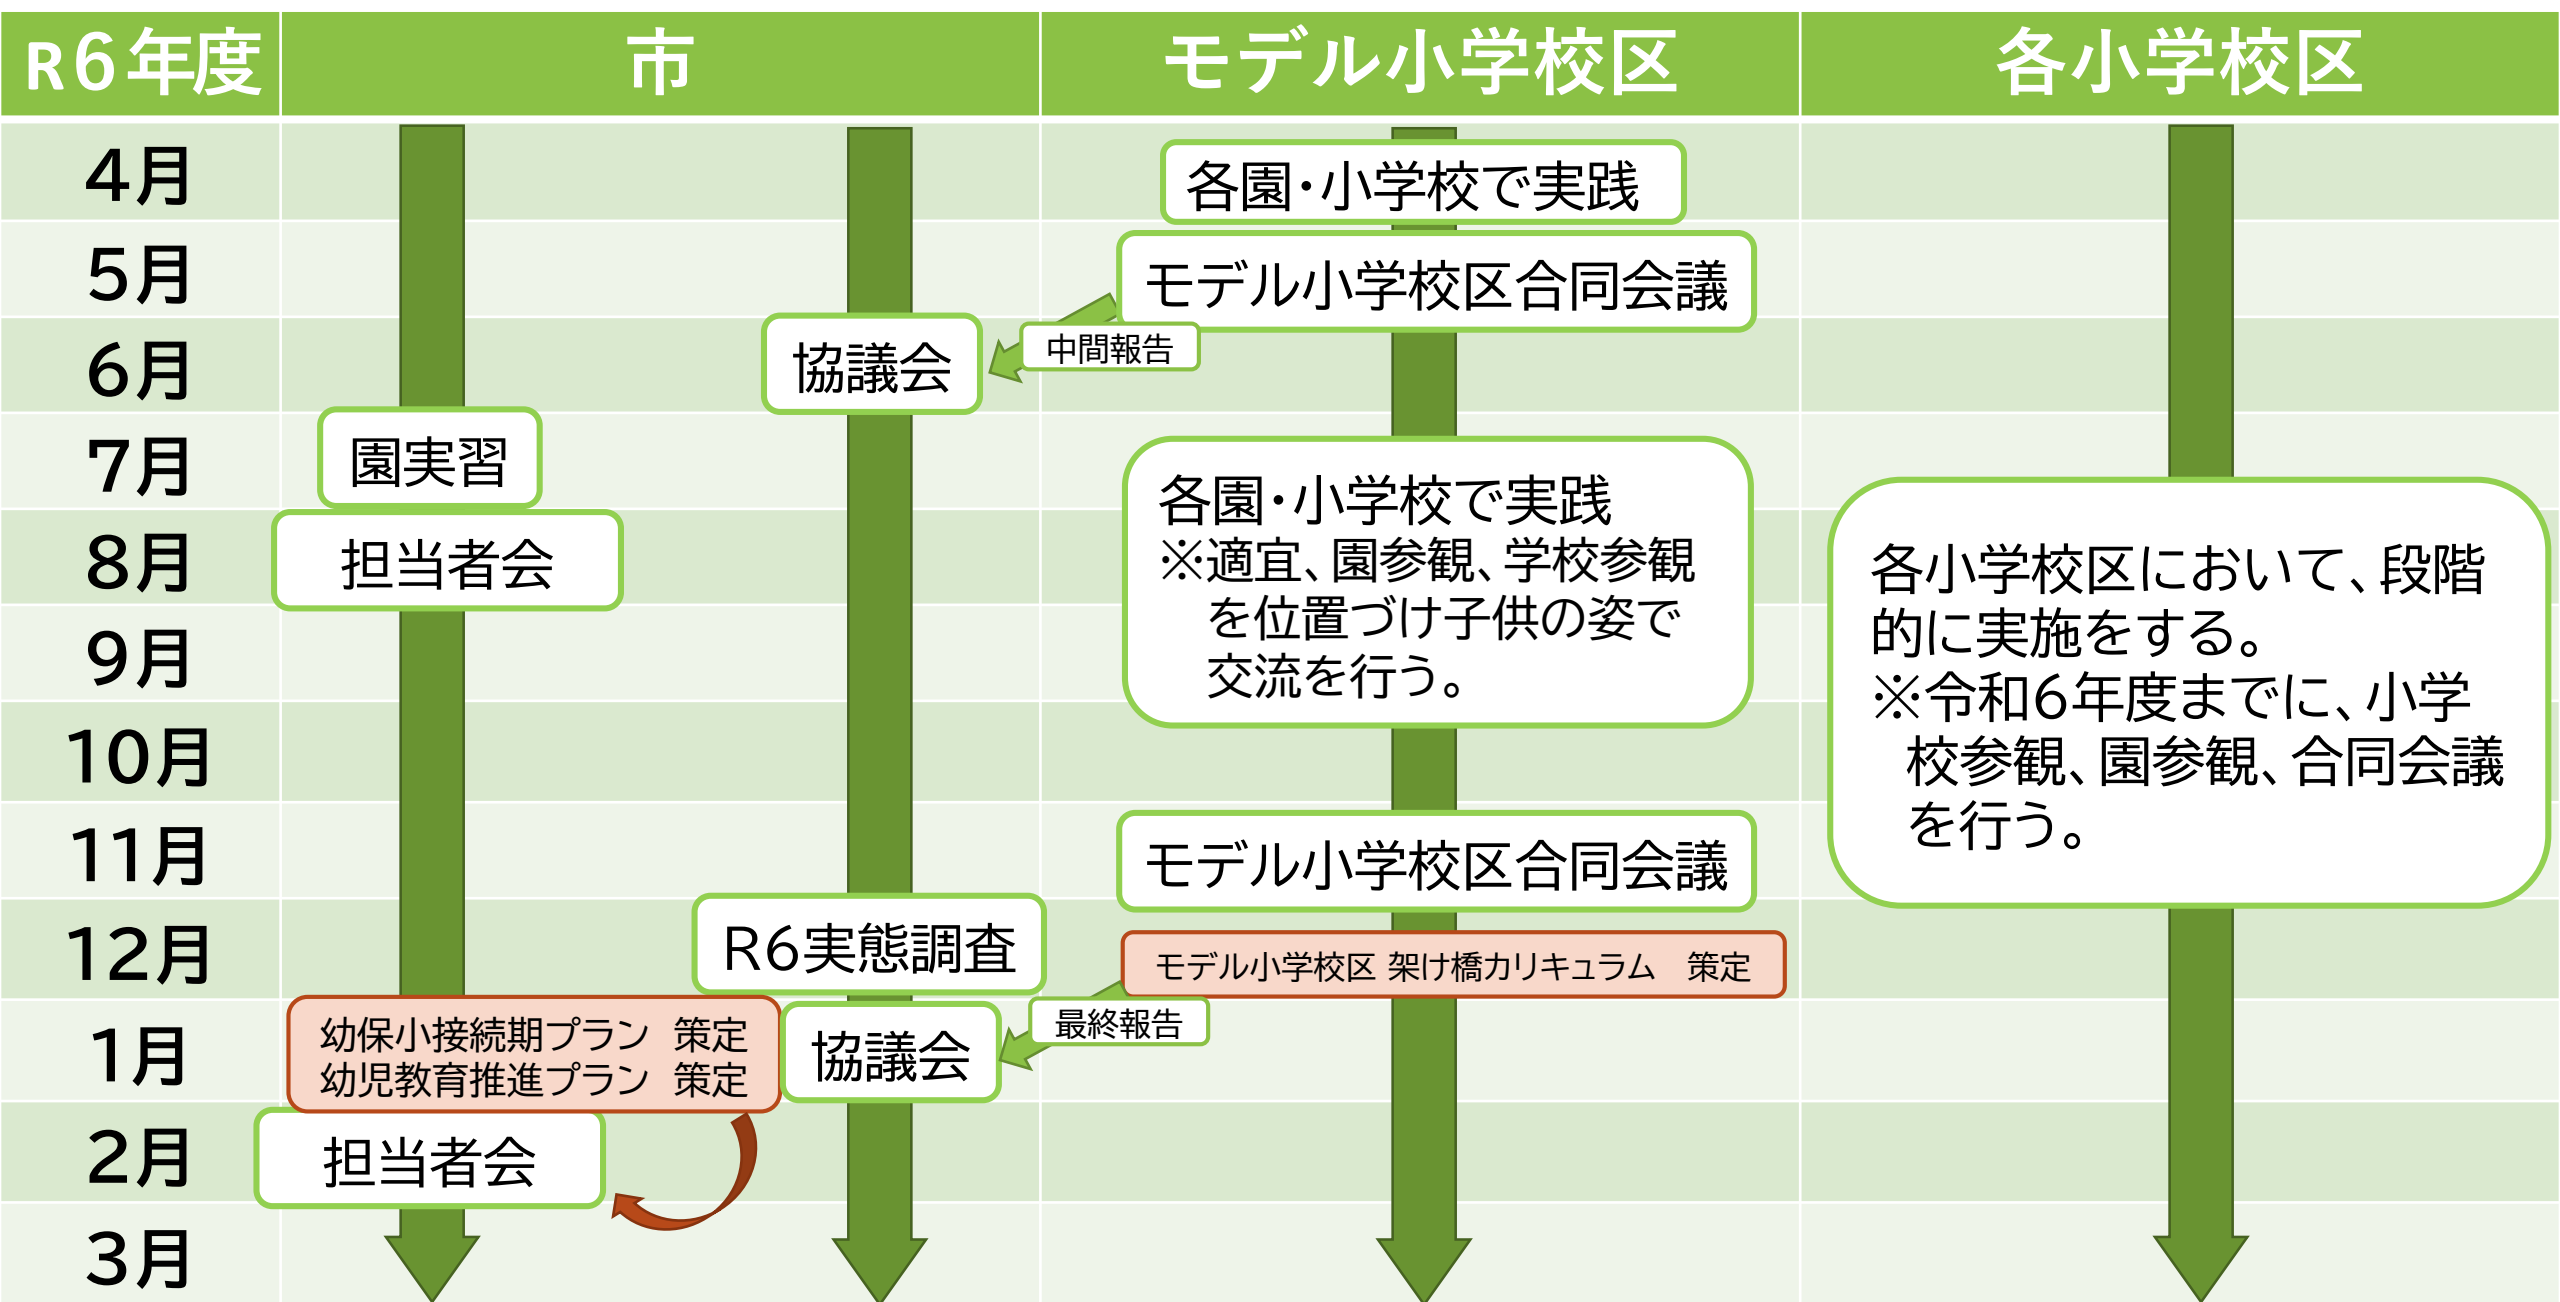 R6年度
市
モデル小学校区
各小学校区
4月
各園・小学校で実践
5月
モデル小学校区合同会議
中間報告
6月
協議会
7月
園実習
各園・小学校で実践
※適宜、園参観、学校参観
を位置づけ子供の姿で
交流を行う。
8月
担当者会
各小学校区において、段階
的に実施をする。
※令和6年度までに、小学
校参観、園参観、合同会議
を行う。
9月
10月
11月
モデル小学校区合同会議
12月
R6実態調査
モデル小学校区 架け橋カリキュラム　策定
最終報告
1月
幼保小接続期プラン　策定
幼児教育推進プラン　策定
協議会
2月
担当者会
3月